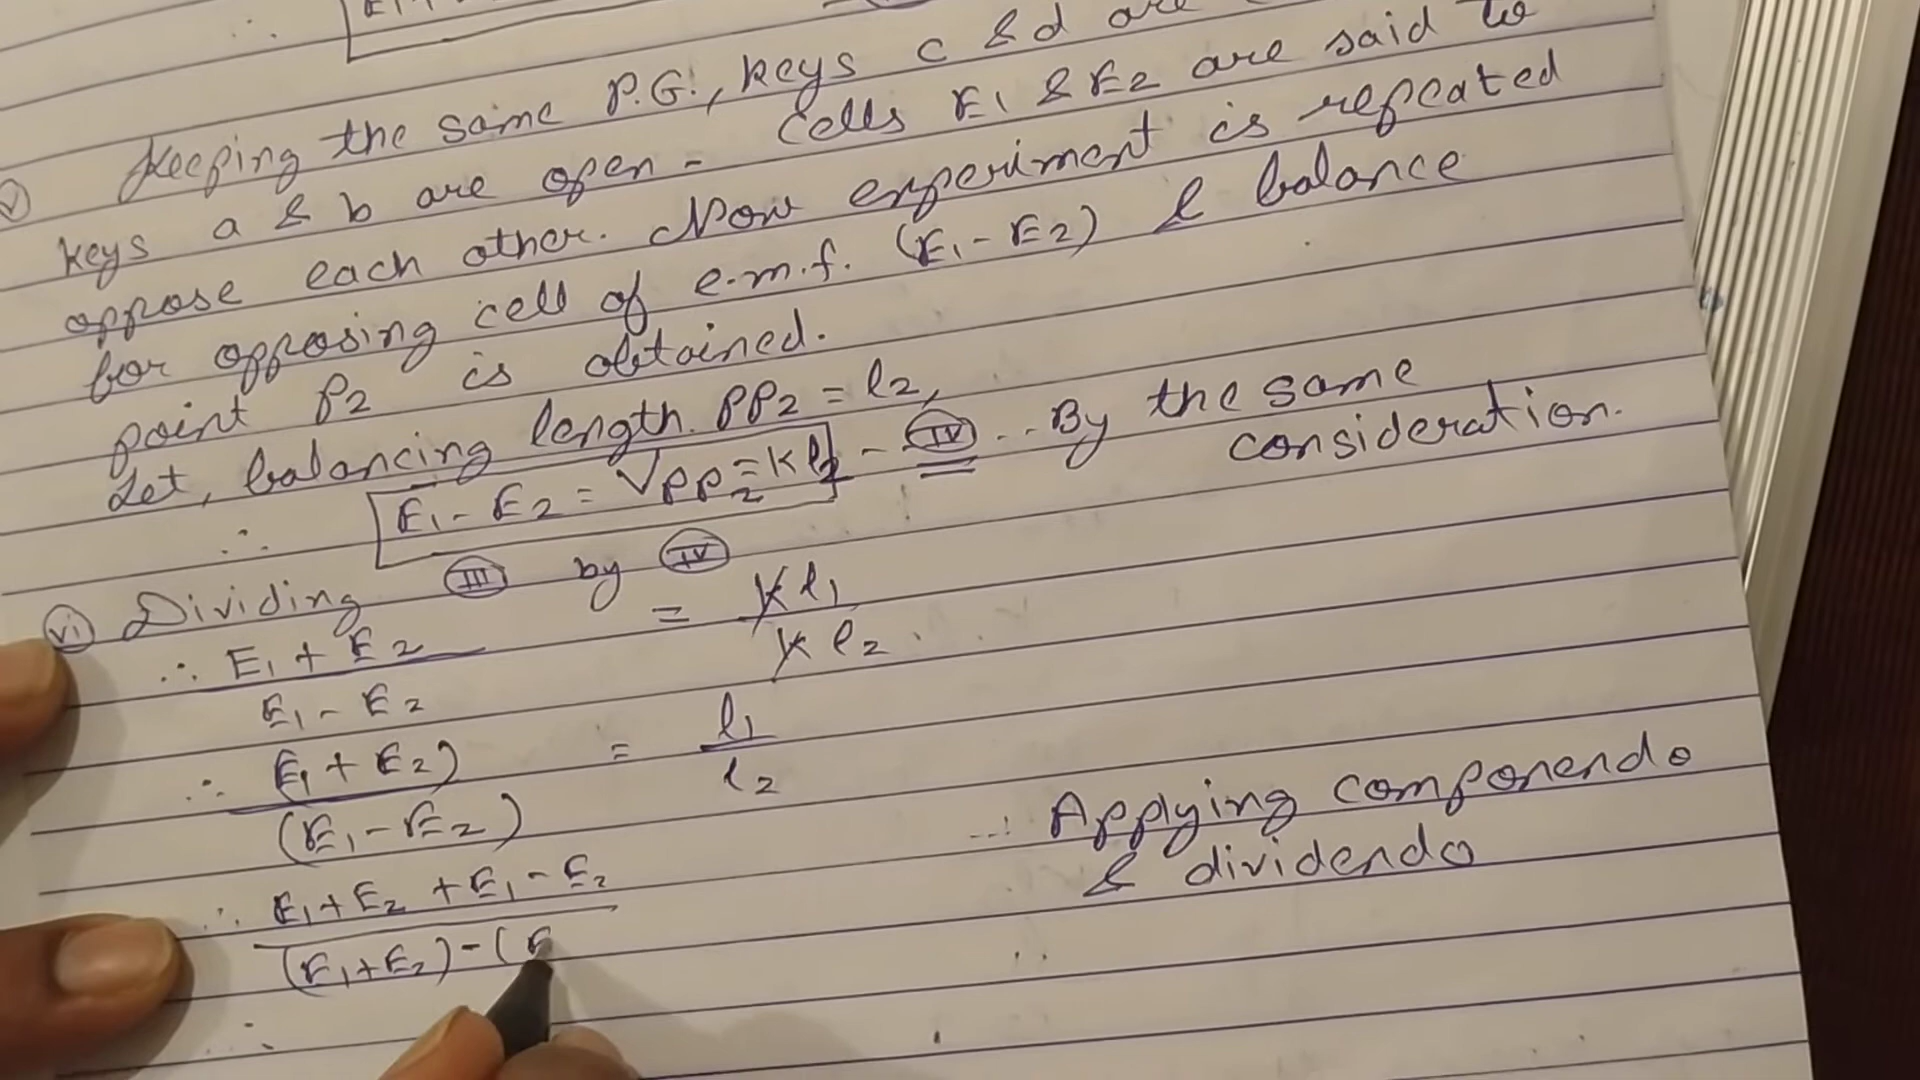 v) Keeping the same P.G., keys c & d are
keys a & b are open - Cells E1 & E2 are said to
oppose each other. Now experiment is repeated
for opposing cell of e.m.f. (E1 - E2) & balance
point P2 is obtained.
Let, balancing length PP2 = l2,
∴ E1 - E2 = VPP2 = Kl2 - IV ... By the same
consideration.
vi) Dividing III by IV
∴ E1 + E2 / E1 - E2 = Kl1 / Kl2
∴ (E1 + E2) / (E1 - E2) = l1 / l2
... Applying componendo
& dividendo
∴ E1 + E2 + E1 - E2 / (E1 + E2) - (E
∴